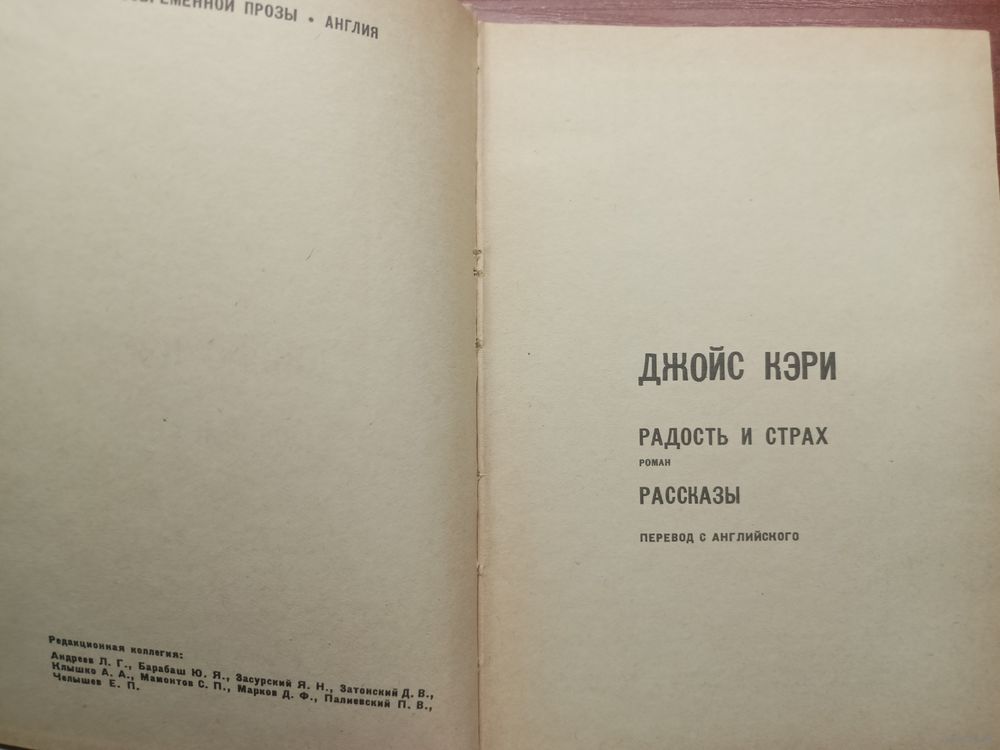 СОВРЕМЕННОЙ ПРОЗЫ • АНГЛИЯ
Редакционная коллегия:
Андреев Л. Г., Барабаш Ю. Я., Засурский Я. Н., Затонский Д. В.,
Клышко А. А., Мамонтов С. П., Марков Д. Ф., Палиевский П. В.,
Челышев Е. П.
ДЖОЙС КЭРИ
РАДОСТЬ И СТРАХ
РОМАН
РАССКАЗЫ
ПЕРЕВОД С АНГЛИЙСКОГО